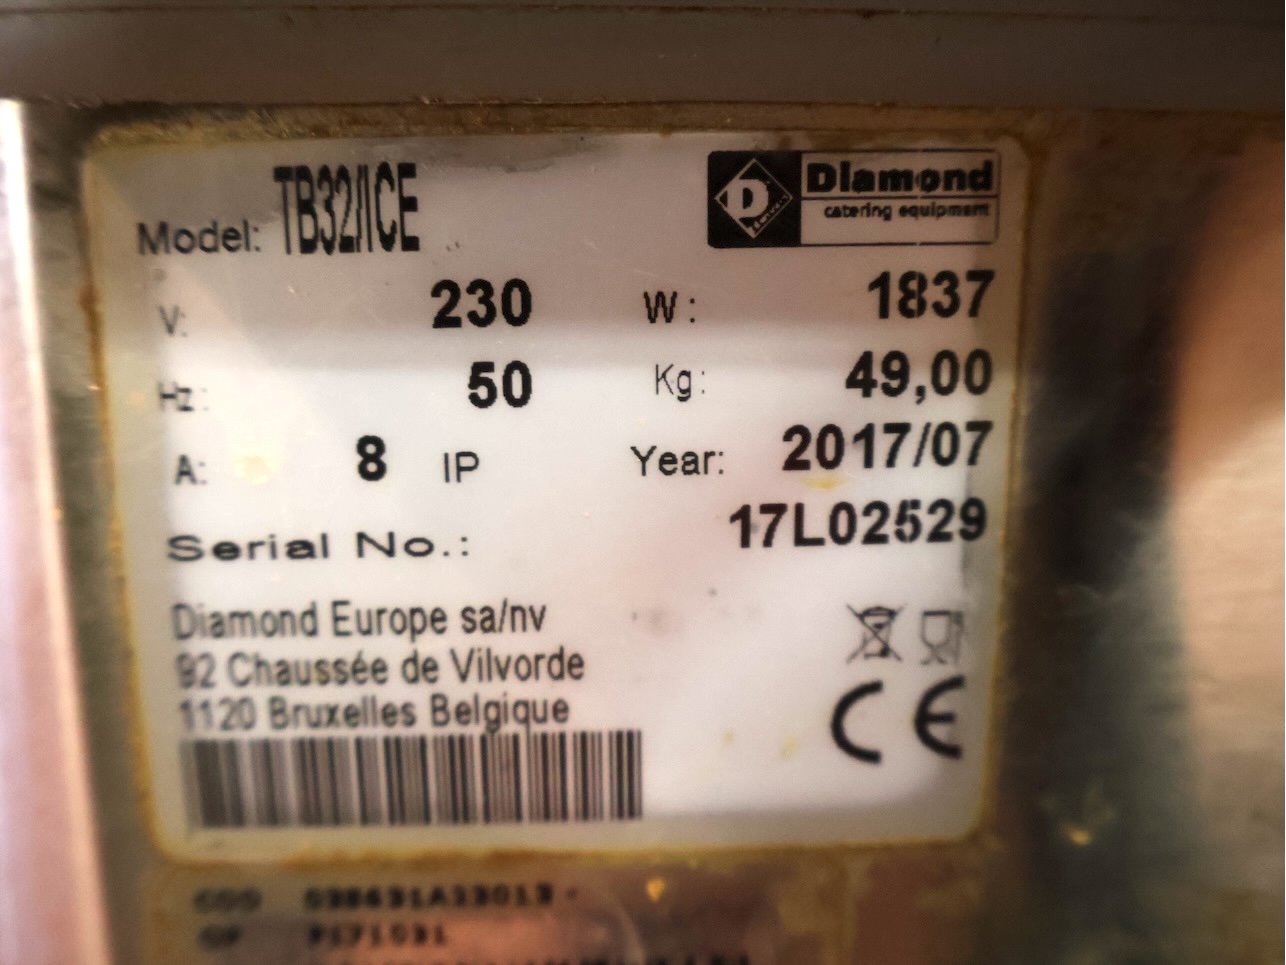 Model: TB32/ICE
Diamond
catering equipment
V: 230 W: 1837
Hz: 50 Kg: 49,00
A: 8 IP Year: 2017/07
Serial No.: 17L02529
Diamond Europe sa/nv
92 Chaussée de Vilvorde
1120 Bruxelles Belgique
CE